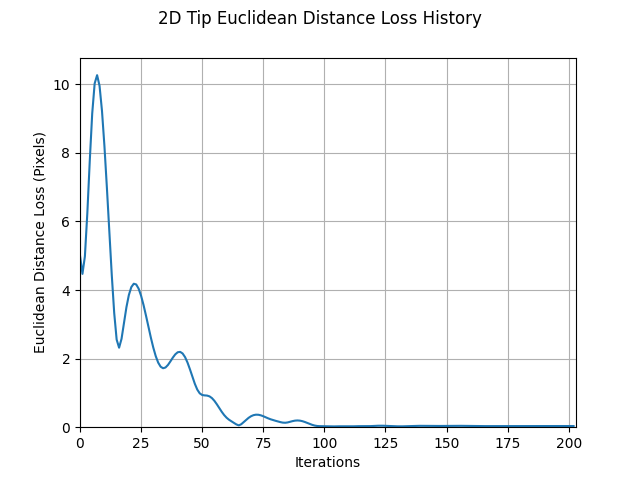 2D Tip Euclidean Distance Loss History
Euclidean Distance Loss (Pixels)
10
8
6
4
2
0
0 25 50 75 100 125 150 175 200
Iterations